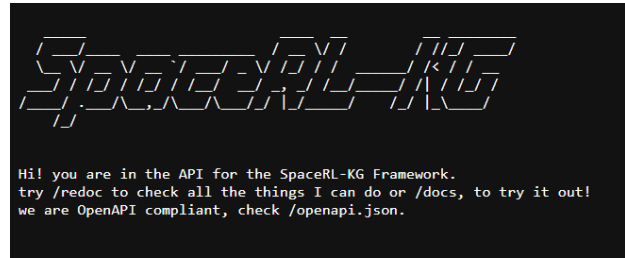 SpaceRL-KG
Hi! you are in the API for the SpaceRL-KG Framework.
try /redoc to check all the things I can do or /docs, to try it out!
we are OpenAPI compliant, check /openapi.json.